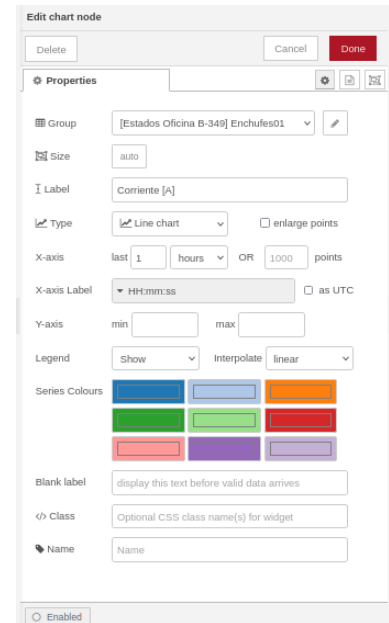 Edit chart node
Delete Cancel Done
Properties
Group [Estados Oficina B-349] Enchufes01
Size auto
Label Corriente [A]
Type Line chart enlarge points
X-axis last 1 hours OR 1000 points
X-axis Label HH:mm:ss as UTC
Y-axis min max
Legend Show Interpolate linear
Series Colours
Blank label display this text before valid data arrives
</> Class Optional CSS class name(s) for widget
Name Name
Enabled